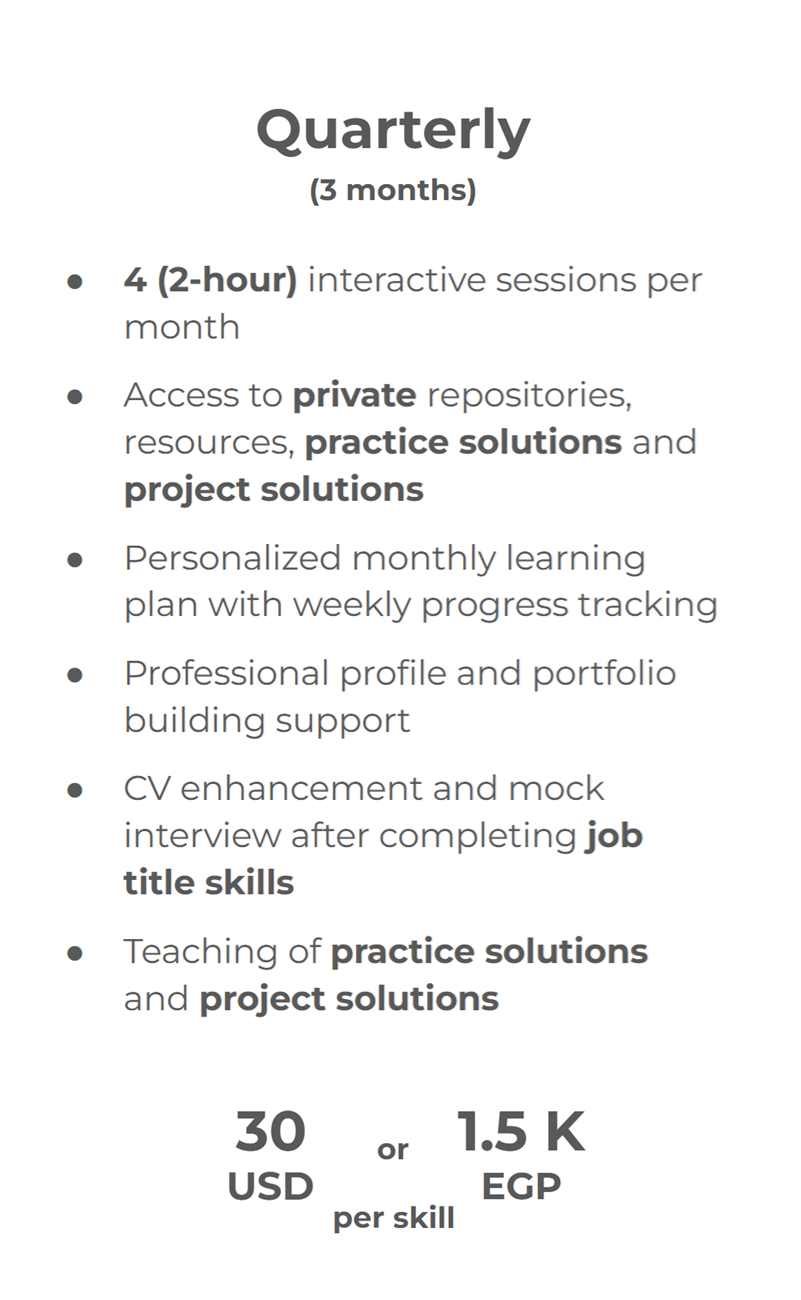 Quarterly
(3 months)
● 4 (2-hour) interactive sessions per
month
● Access to private repositories,
resources, practice solutions and
project solutions
● Personalized monthly learning
plan with weekly progress tracking
● Professional profile and portfolio
building support
● CV enhancement and mock
interview after completing job
title skills
● Teaching of practice solutions
and project solutions
30 or 1.5 K
USD EGP
per skill